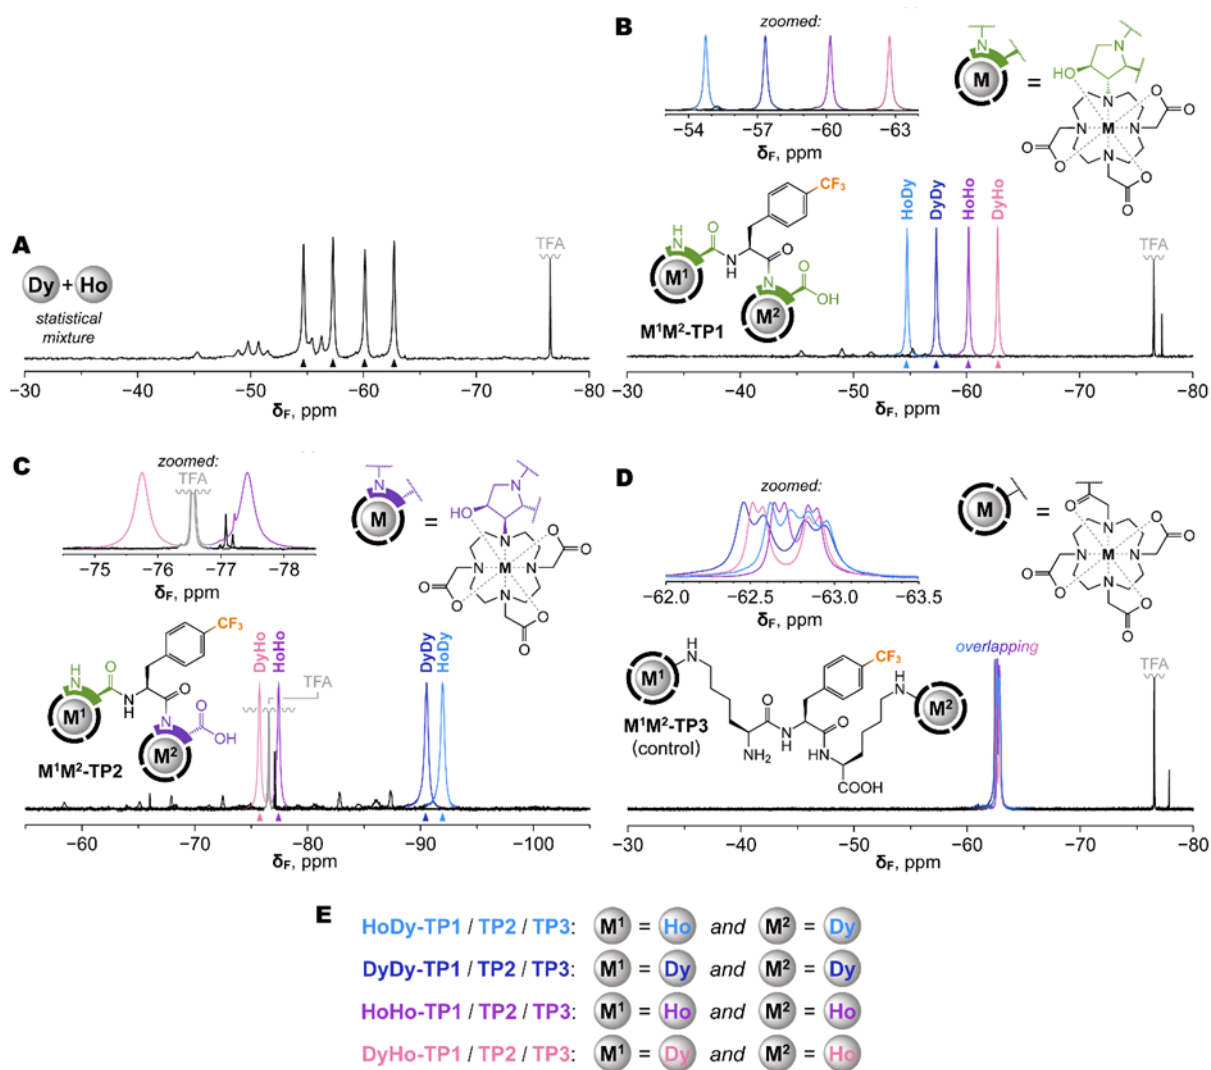 A
Dy + Ho
statistical
mixture
TFA
−30 −40 −50 −60 −70 −80
δF, ppm
B
zoomed:
−54 −57 −60 −63
δF, ppm
N
M
=
N
HO
N
O
O
N M N
O
O
N
O
O
CF3
HoDy
DyDy
HoHo
DyHo
TFA
NH
O
N
H
O
M1
N
O
OH
M2
M1M2-TP1
−30 −40 −50 −60 −70 −80
δF, ppm
C
zoomed:
TFA
−75 −76 −77 −78
δF, ppm
N
M
=
N
HO
N
O
O
N M N
O
O
N
O
O
CF3
DyHo
HoHo
TFA
DyDy
HoDy
NH
O
N
H
O
M1
N
O
OH
M2
M1M2-TP2
−60 −70 −80 −90 −100
δF, ppm
D
zoomed:
−62.0 −62.5 −63.0 −63.5
δF, ppm
M
=
O
N
O
O
N M N
O
O
N
O
O
overlapping
TFA
CF3
H
N
M1
H
N
M2
M1M2-TP3
(control)
O
N
H
O
N
H
NH2
COOH
−30 −40 −50 −60 −70 −80
δF, ppm
E
HoDy-TP1 / TP2 / TP3: M1 = Ho and M2 = Dy
DyDy-TP1 / TP2 / TP3: M1 = Dy and M2 = Dy
HoHo-TP1 / TP2 / TP3: M1 = Ho and M2 = Ho
DyHo-TP1 / TP2 / TP3: M1 = Dy and M2 = Ho